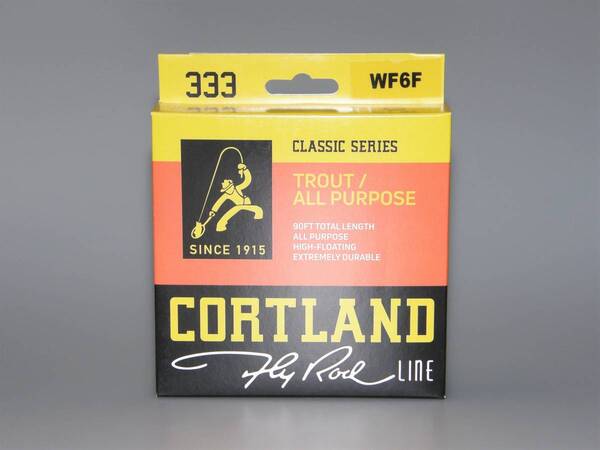 333 WF6F
CLASSIC SERIES
TROUT /
ALL PURPOSE
90FT TOTAL LENGTH
ALL PURPOSE
HIGH-FLOATING
EXTREMELY DURABLE
SINCE 1915
CORTLAND
Fly Rod LINE